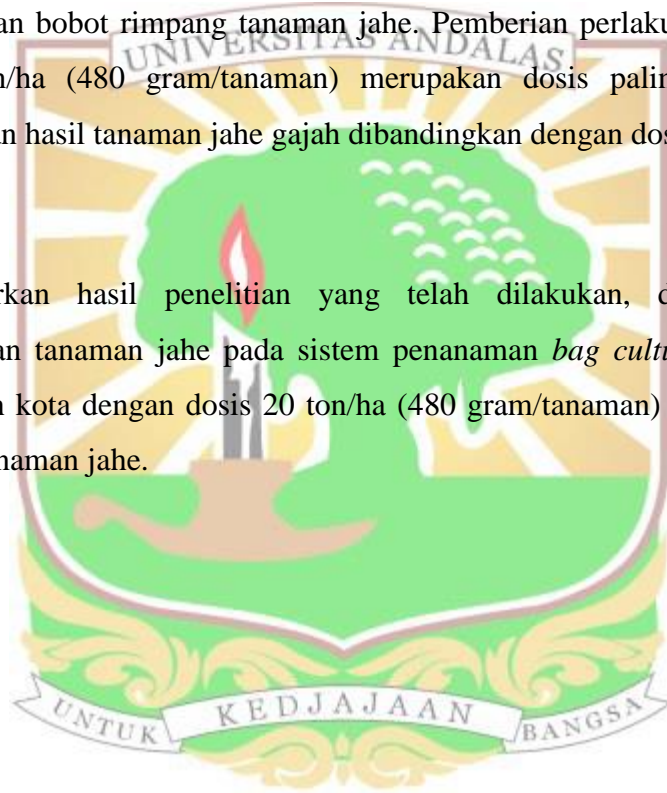 an bobot rimpang tanaman jahe. Pemberian perlaku
UNIVERSITAS ANDALAS
n/ha (480 gram/tanaman) merupakan dosis palin
an hasil tanaman jahe gajah dibandingkan dengan dos
rkan hasil penelitian yang telah dilakukan, d
an tanaman jahe pada sistem penanaman bag cultu
n kota dengan dosis 20 ton/ha (480 gram/tanaman)
naman jahe.
UNTUK KEDJAJAAN BANGSA